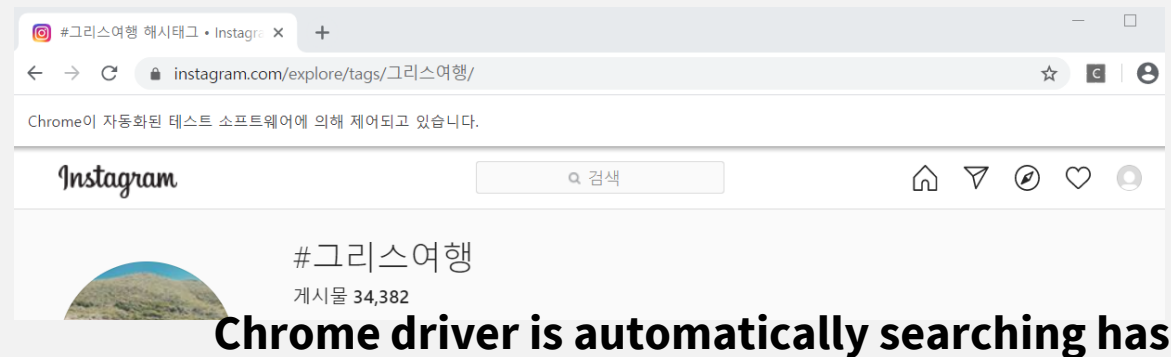 #그리스여행 해시태그 • Instagra
instagram.com/explore/tags/그리스여행/
C
Chrome이 자동화된 테스트 소프트웨어에 의해 제어되고 있습니다.
Instagram
검색
#그리스여행
게시물 34,382
Chrome driver is automatically searching has